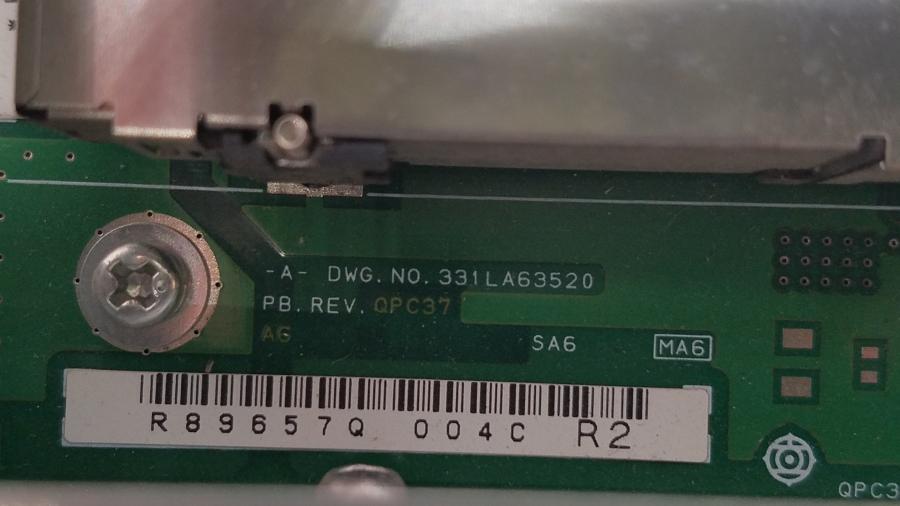 -A- DWG.NO.331LA63520
PB.REV. QPC37
AG
SA6
MA6
R89657Q 004C R2
QPC3